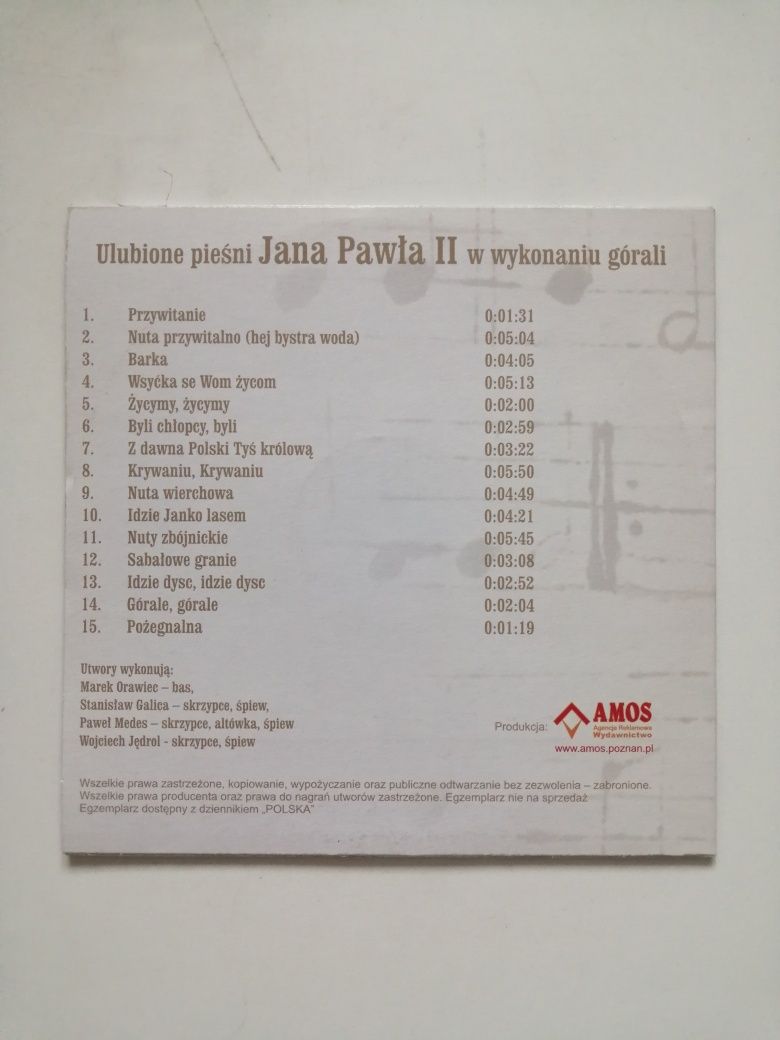 Ulubione pieśni Jana Pawła II w wykonaniu górali
1. Przywitanie 0:01:31
2. Nuta przywitalno (hej bystra woda) 0:05:04
3. Barka 0:04:05
4. Wsyćka se Wom życom 0:05:13
5. Życymy, życymy 0:02:00
6. Byli chłopcy, byli 0:02:59
7. Z dawna Polski Tyś królową 0:03:22
8. Krywaniu, Krywaniu 0:05:50
9. Nuta wierchowa 0:04:49
10. Idzie Janko lasem 0:04:21
11. Nuty zbójnickie 0:05:45
12. Sabałowe granie 0:03:08
13. Idzie dysc, idzie dysc 0:02:52
14. Górale, górale 0:02:04
15. Pożegnalna 0:01:19
Utwory wykonują:
Marek Orawiec – bas,
Stanisław Galica – skrzypce, śpiew,
Paweł Medes – skrzypce, altówka, śpiew
Wojciech Jędrol - skrzypce, śpiew
Produkcja: AMOS
Agencja Reklamowa
Wydawnictwo
www.amos.poznan.pl
Wszelkie prawa zastrzeżone, kopiowanie, wypożyczanie oraz publiczne odtwarzanie bez zezwolenia – zabronione.
Wszelkie prawa producenta oraz prawa do nagrań utworów zastrzeżone. Egzemplarz nie na sprzedaż
Egzemplarz dostępny z dziennikiem „POLSKA"